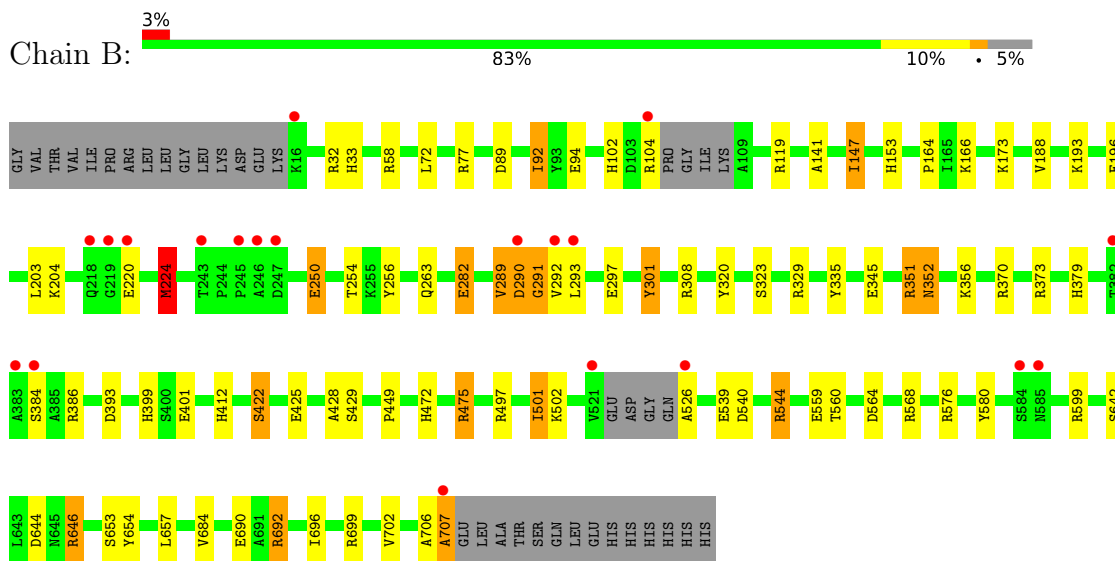 3%
Chain B:
83% 10% • 5%
GLY VAL THR VAL ILE PRO ARG LEU LEU GLY LEU LYS ASP GLU LYS K16 R32 H33 R58 L72 R77 D89 I92 Y93 E94 H102 D103 R104 PRO GLY ILE LYS A109 R119 A141 I147 H153 P164 I165 K166 K173 V188 K193 E196
L203 K204 Q218 G219 E220 M224 T243 P244 P245 A246 D247 E250 T254 K255 Y256 Q263 E282 V289 D290 G291 V292 L293 E297 Y301 R308 Y320 S323 R329 Y335 E345 R351 N352 K356 R370 R373 H379 T382
A383 S384 A385 R386 D393 H399 S400 E401 H412 S422 E425 A428 S429 P449 H472 R475 R497 I501 K502 V521 GLU ASP GLY GLN A526 E539 D540 R544 E559 T560 D564 R568 R576 Y580 S584 N585 R599 S642
L643 D644 N645 R646 S653 Y654 L657 V684 E690 A691 R692 I696 R699 V702 A706 A707 GLU LEU ALA THR SER GLN LEU GLU HIS HIS HIS HIS HIS HIS